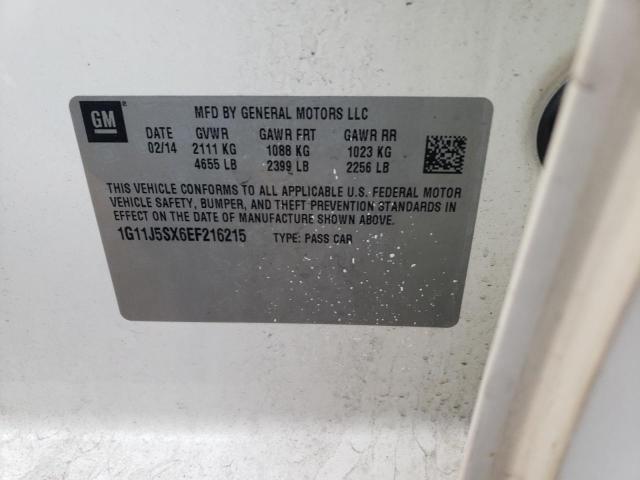 GM
MFD BY GENERAL MOTORS LLC
DATE GVWR GAWR FRT GAWR RR
02/14 2111 KG 1088 KG 1023 KG
4655 LB 2399 LB 2256 LB
THIS VEHICLE CONFORMS TO ALL APPLICABLE U.S. FEDERAL MOTOR
VEHICLE SAFETY, BUMPER, AND THEFT PREVENTION STANDARDS IN
EFFECT ON THE DATE OF MANUFACTURE SHOWN ABOVE.
1G11J5SX6EF216215 TYPE: PASS CAR